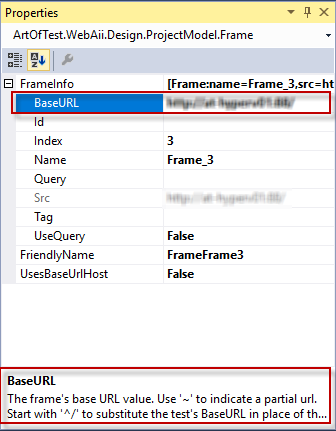 Properties
ArtOfTest.WebAii.Design.ProjectModel.Frame
FrameInfo [Frame:name=Frame_3,src=ht
BaseURL
Id
Index 3
Name Frame_3
Query
Src
Tag
UseQuery False
FriendlyName FrameFrame3
UsesBaseUrlHost False
BaseURL
The frame's base URL value. Use '~' to indicate a partial url.
Start with '^/' to substitute the test's BaseURL in place of th...